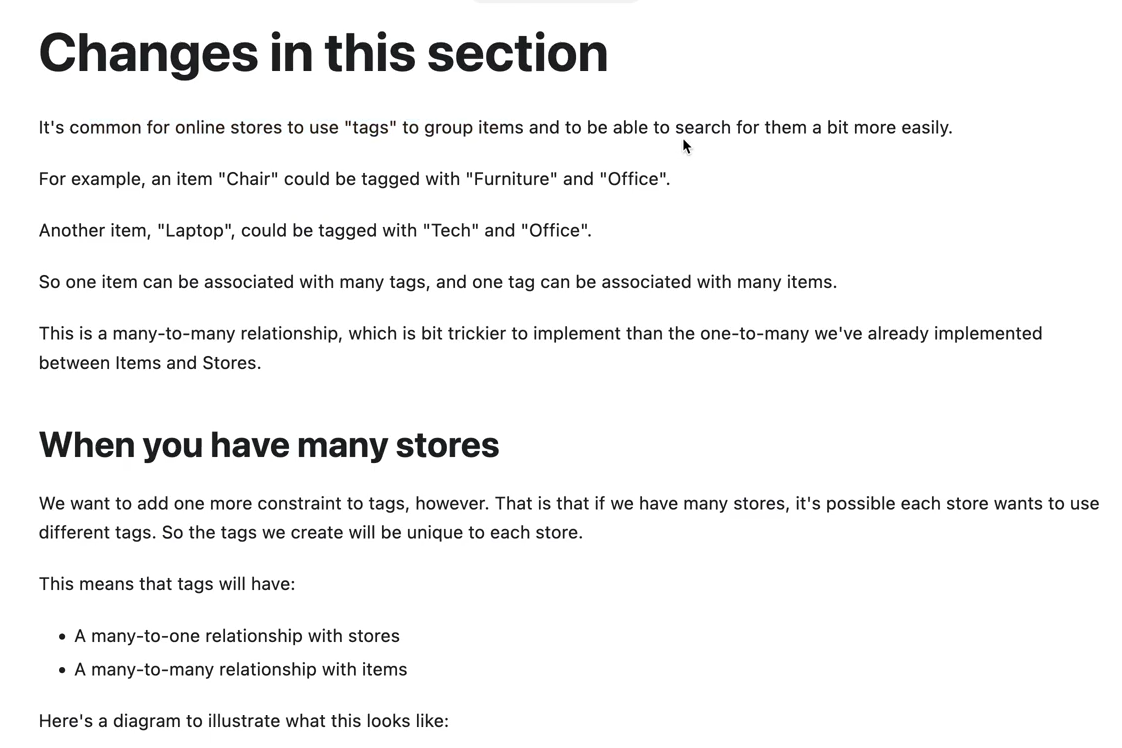 Changes in this section
It's common for online stores to use "tags" to group items and to be able to search for them a bit more easily.
For example, an item "Chair" could be tagged with "Furniture" and "Office".
Another item, "Laptop", could be tagged with "Tech" and "Office".
So one item can be associated with many tags, and one tag can be associated with many items.
This is a many-to-many relationship, which is bit trickier to implement than the one-to-many we've already implemented
between Items and Stores.
When you have many stores
We want to add one more constraint to tags, however. That is that if we have many stores, it's possible each store wants to use
different tags. So the tags we create will be unique to each store.
This means that tags will have:
• A many-to-one relationship with stores
• A many-to-many relationship with items
Here's a diagram to illustrate what this looks like: